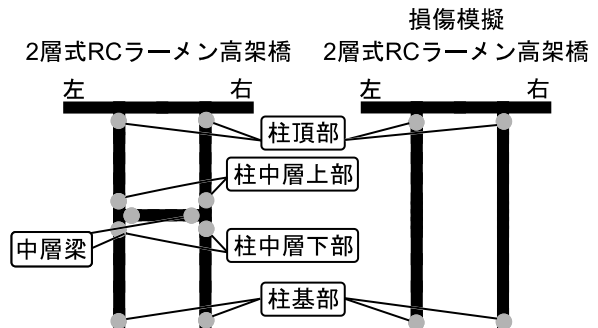 損傷模擬
2層式RCラーメン高架橋
2層式RCラーメン高架橋
左
右
左
右
柱頂部
柱中層上部
中層梁
柱中層下部
柱基部